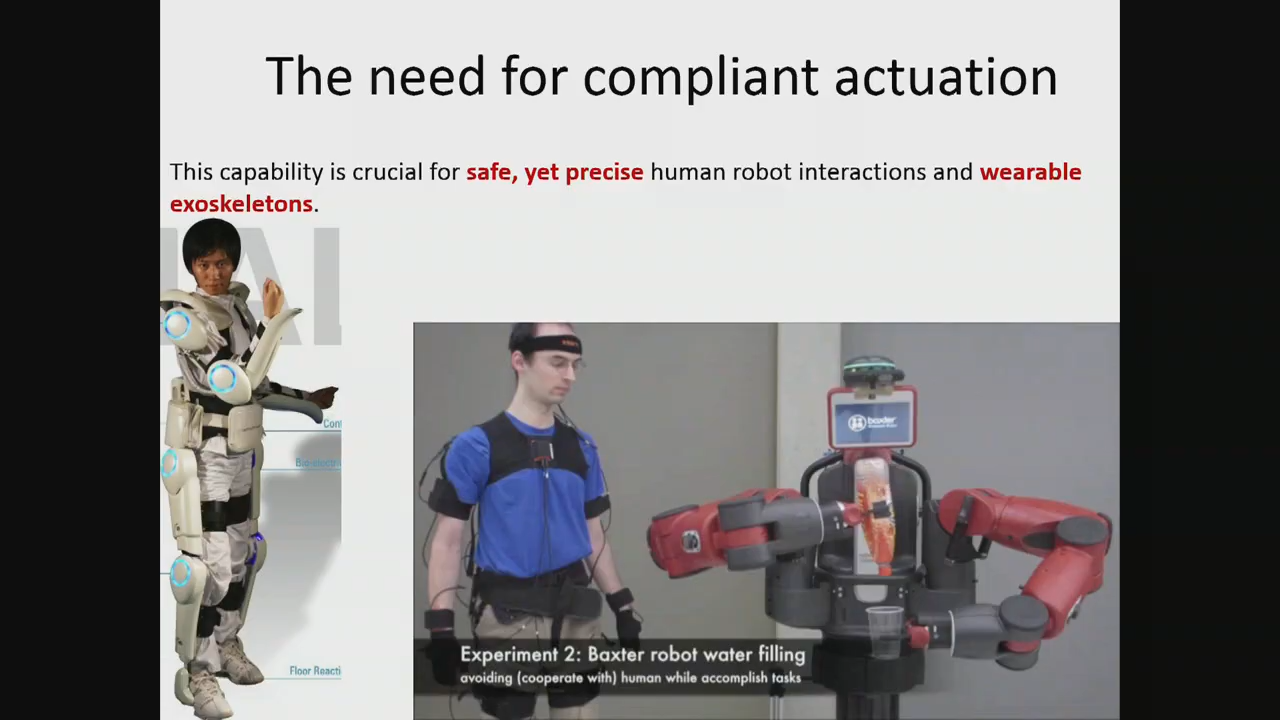 The need for compliant actuation
This capability is crucial for safe, yet precise human robot interactions and wearable
exoskeletons.
baxter
Experiment 2: Baxter robot water filling
avoiding (cooperate with) human while accomplish tasks
Floor Reacti